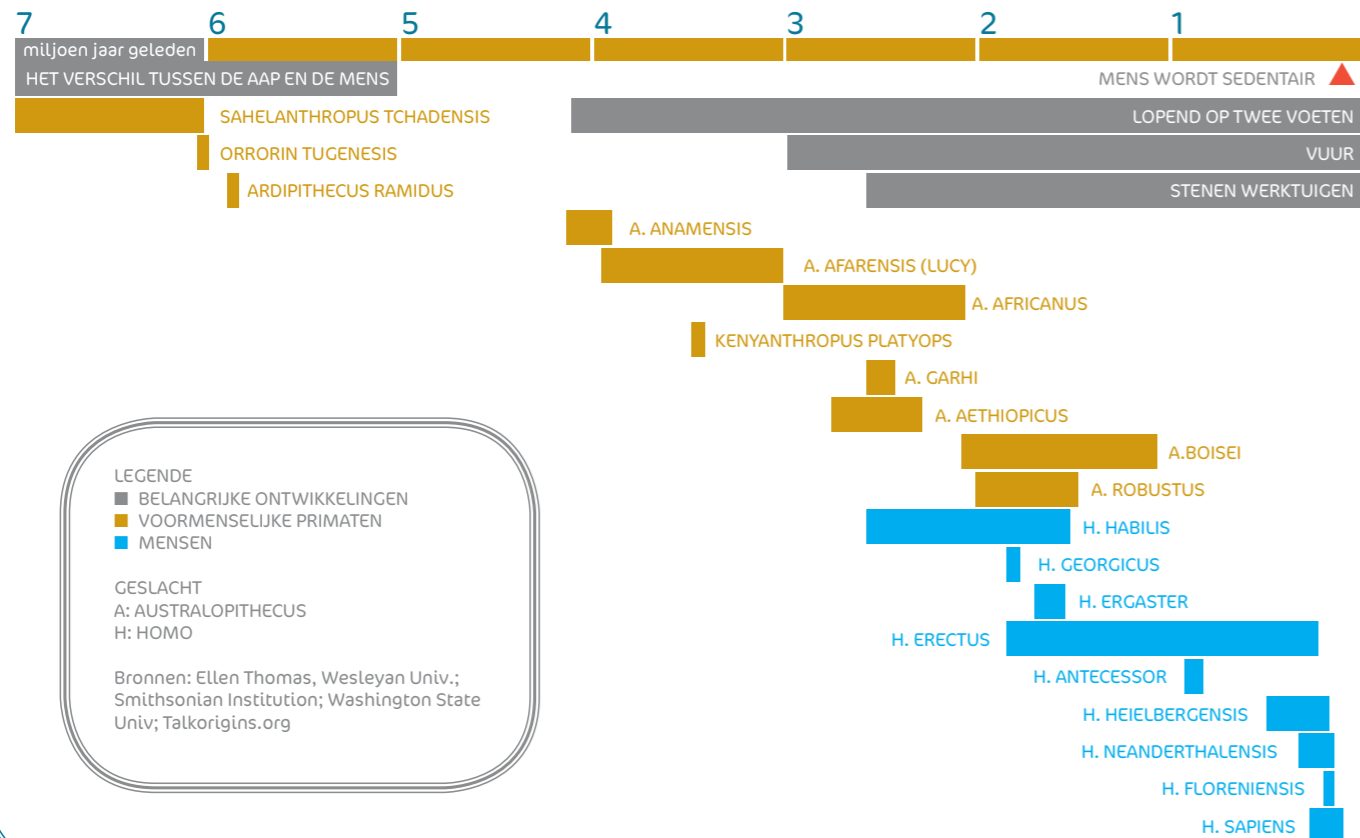 7 6 5 4 3 2 1
miljoen jaar geleden
HET VERSCHIL TUSSEN DE AAP EN DE MENS
MENS WORDT SEDENTAIR
SAHELANTHROPUS TCHADENSIS
LOPEND OP TWEE VOETEN
ORRORIN TUGENESIS
VUUR
ARDIPITHECUS RAMIDUS
STENEN WERKTUIGEN
A. ANAMENSIS
A. AFARENSIS (LUCY)
A. AFRICANUS
KENYANTHROPUS PLATYOPS
A. GARHI
A. AETHIOPICUS
A.BOISEI
A. ROBUSTUS
H. HABILIS
H. GEORGICUS
H. ERGASTER
H. ERECTUS
H. ANTECESSOR
H. HEIELBERGENSIS
H. NEANDERTHALENSIS
H. FLORENIENSIS
H. SAPIENS
LEGENDE
BELANGRIJKE ONTWIKKELINGEN
VOORMENSELIJKE PRIMATEN
MENSEN
GESLACHT
A: AUSTRALOPITHECUS
H: HOMO
Bronnen: Ellen Thomas, Wesleyan Univ.;
Smithsonian Institution; Washington State
Univ; Talkorigins.org